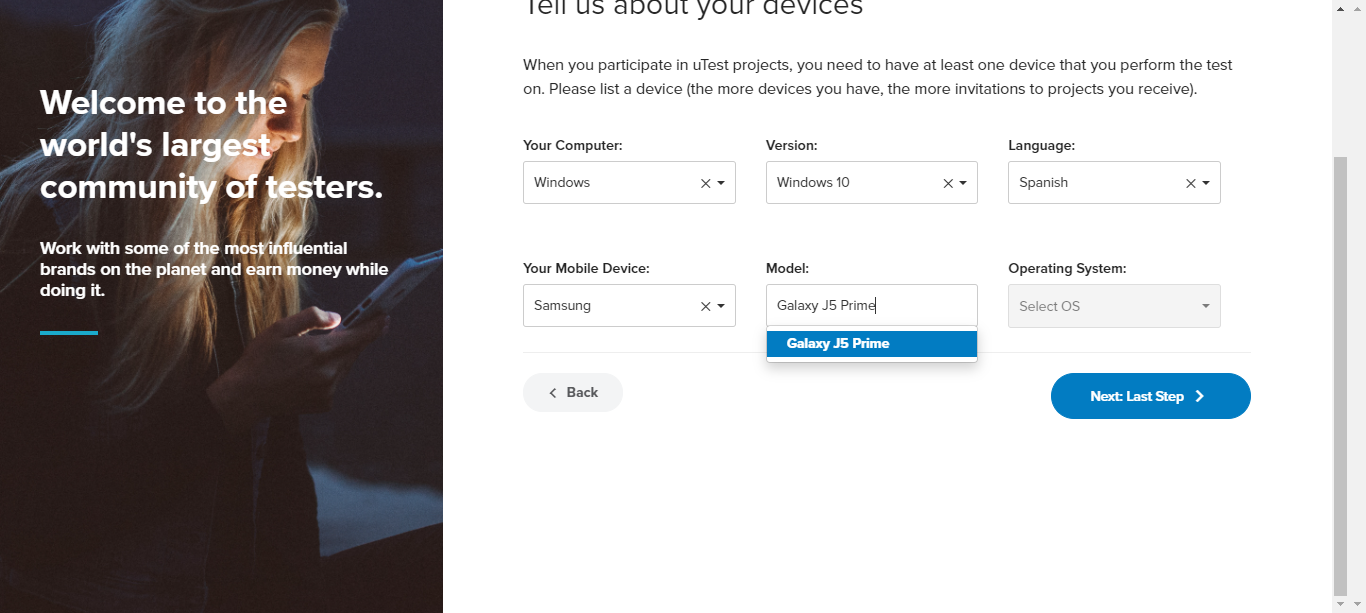 Tell us about your devices
Welcome to the
world's largest
community of testers.
Work with some of the most influential
brands on the planet and earn money while
doing it.
When you participate in uTest projects, you need to have at least one device that you perform the test
on. Please list a device (the more devices you have, the more invitations to projects you receive).
Your Computer:
Version:
Language:
Windows
Windows 10
Spanish
Your Mobile Device:
Model:
Operating System:
Samsung
Galaxy J5 Prime
Select OS
Galaxy J5 Prime
Back
Next: Last Step